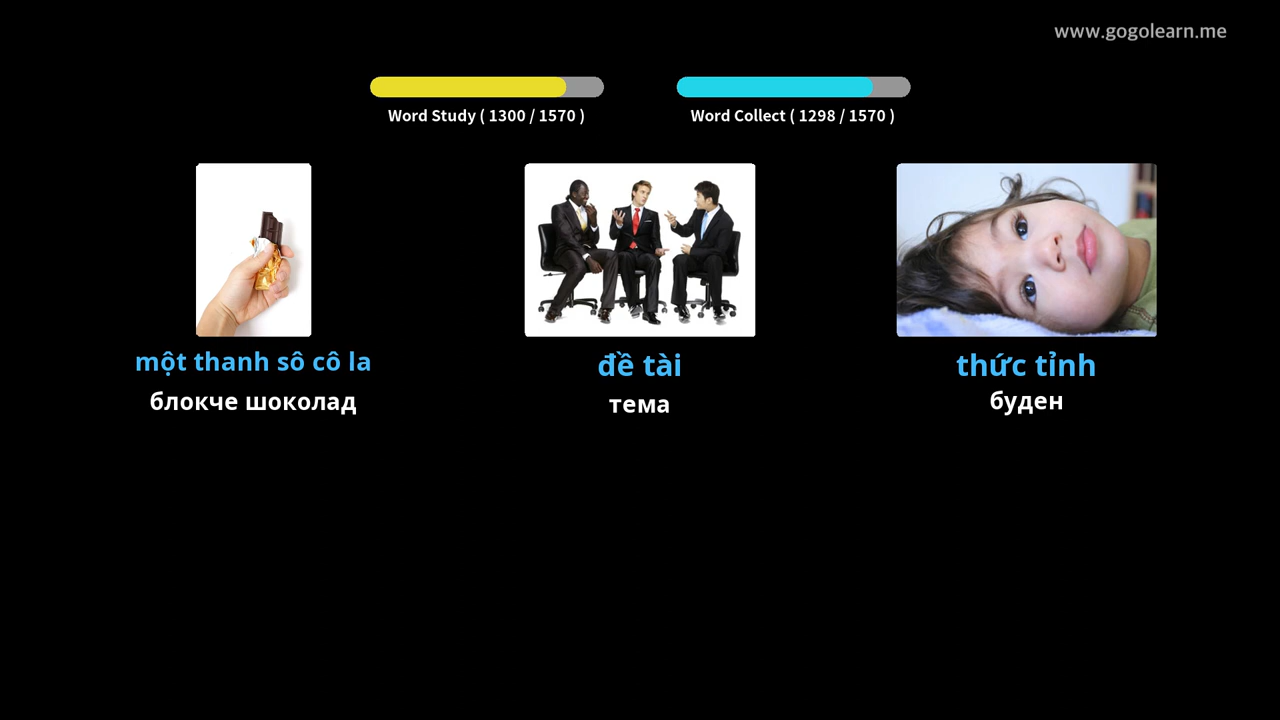 www.gogolearn.me
Word Study ( 1300 / 1570 )
Word Collect ( 1298 / 1570 )
một thanh sô cô la
блокче шоколад
đề tài
тема
thức tỉnh
буден